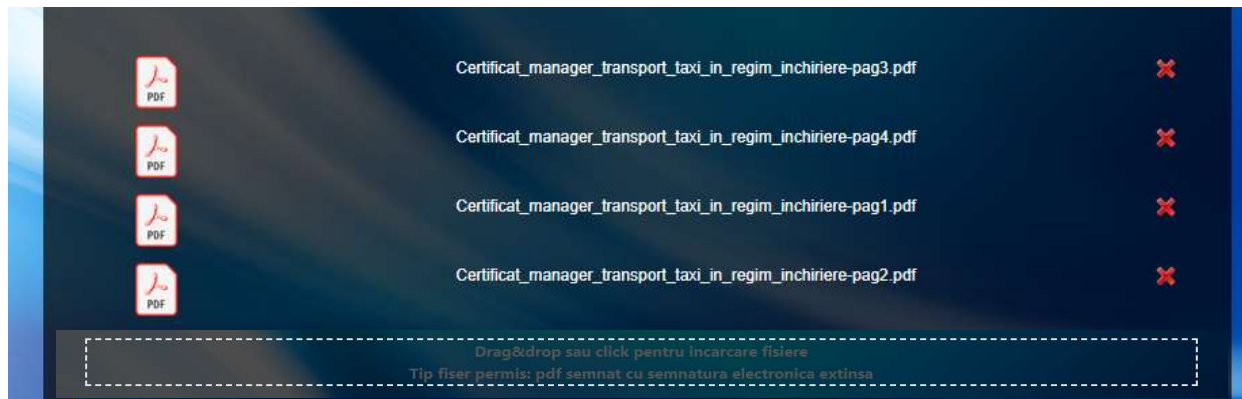 PDF
Certificat_manager_transport_taxi_in_regim_inchiriere-pag3.pdf
PDF
Certificat_manager_transport_taxi_in_regim_inchiriere-pag4.pdf
PDF
Certificat_manager_transport_taxi_in_regim_inchiriere-pag1.pdf
PDF
Certificat_manager_transport_taxi_in_regim_inchiriere-pag2.pdf
Drag&drop sau click pentru incarcare fisiere
Tip fiser permis: pdf semnat cu semnatura electronica extinsa